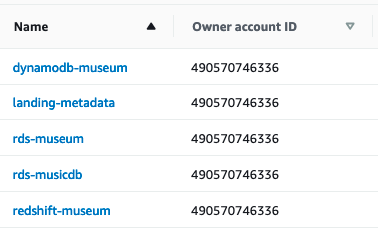 Name Owner account ID
dynamodb-museum 490570746336
landing-metadata 490570746336
rds-museum 490570746336
rds-musicdb 490570746336
redshift-museum 490570746336